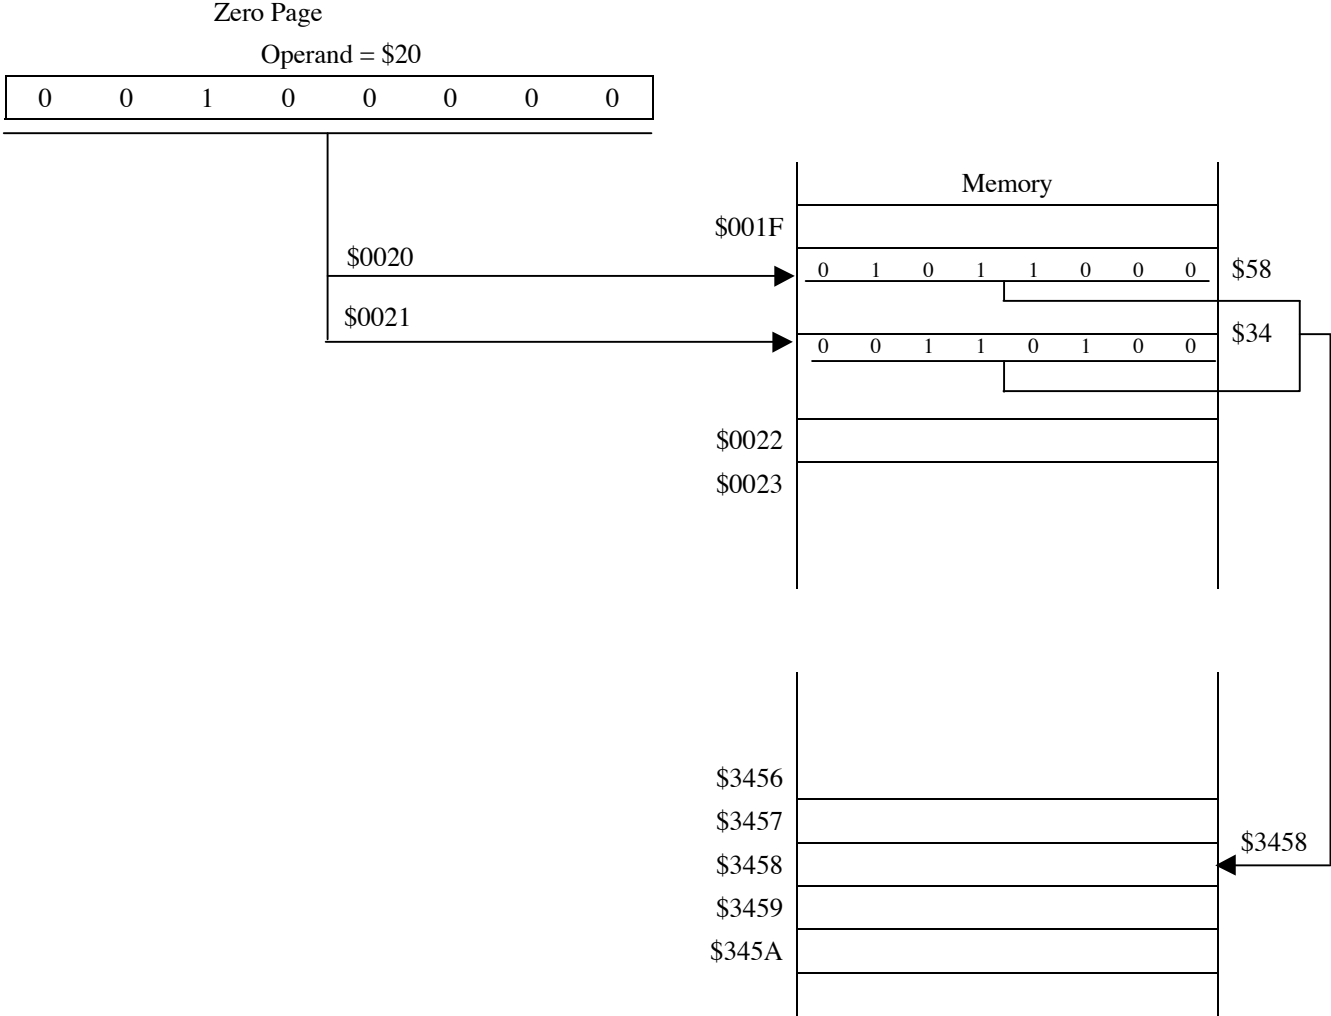 Zero Page
Operand = $20
0 0 1 0 0 0 0 0
Memory
$001F
$0020
0 1 0 1 1 0 0 0 $58
$0021
0 0 1 1 0 1 0 0 $34
$0022
$0023
$3456
$3457
$3458 $3458
$3459
$345A